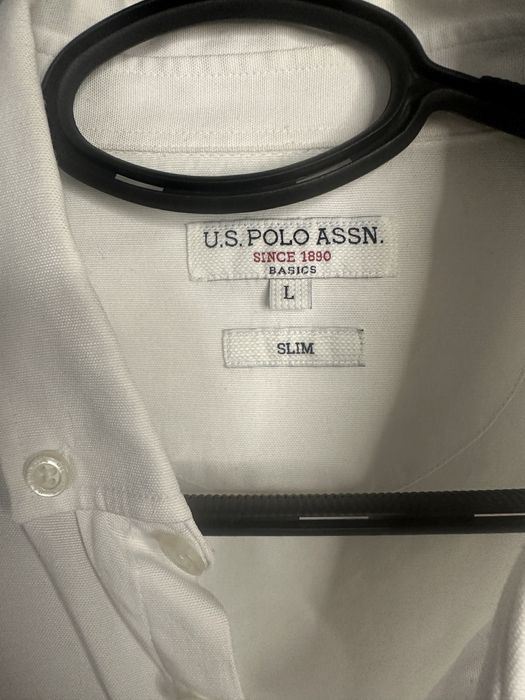 U.S. POLO ASSN.
SINCE 1890
BASICS
L
SLIM